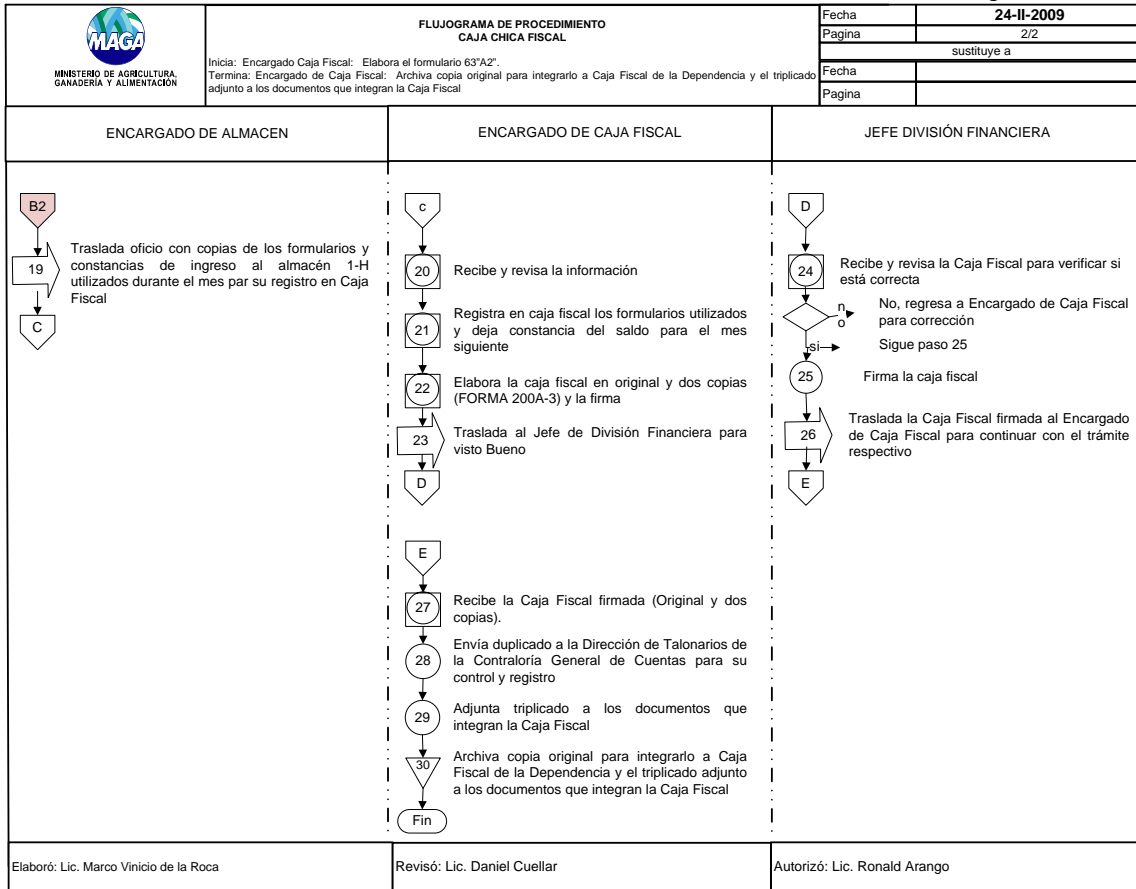 MAGA
MINISTERIO DE AGRICULTURA,
GANADERÍA Y ALIMENTACIÓN
FLUJOGRAMA DE PROCEDIMIENTO
CAJA CHICA FISCAL
Inicia: Encargado Caja Fiscal: Elabora el formulario 63"A2".
Termina: Encargado de Caja Fiscal: Archiva copia original para integrarlo a Caja Fiscal de la Dependencia y el triplicado
adjunto a los documentos que integran la Caja Fiscal
Fecha 24-II-2009
Pagina 2/2
sustituye a
Fecha
Pagina
ENCARGADO DE ALMACEN
B2
19
Traslada oficio con copias de los formularios y
constancias de ingreso al almacén 1-H
utilizados durante el mes par su registro en Caja
Fiscal
C
ENCARGADO DE CAJA FISCAL
c
20 Recibe y revisa la información
21
Registra en caja fiscal los formularios utilizados
y deja constancia del saldo para el mes
siguiente
22
Elabora la caja fiscal en original y dos copias
(FORMA 200A-3) y la firma
23
Traslada al Jefe de División Financiera para
visto Bueno
D
E
27
Recibe la Caja Fiscal firmada (Original y dos
copias).
28
Envía duplicado a la Dirección de Talonarios de
la Contraloría General de Cuentas para su
control y registro
29
Adjunta triplicado a los documentos que
integran la Caja Fiscal
30
Archiva copia original para integrarlo a Caja
Fiscal de la Dependencia y el triplicado adjunto
a los documentos que integran la Caja Fiscal
Fin
JEFE DIVISIÓN FINANCIERA
D
24
Recibe y revisa la Caja Fiscal para verificar si
está correcta
n
o
No, regresa a Encargado de Caja Fiscal
para corrección
si
Sigue paso 25
25 Firma la caja fiscal
26
Traslada la Caja Fiscal firmada al Encargado
de Caja Fiscal para continuar con el trámite
respectivo
E
Elaboró: Lic. Marco Vinicio de la Roca
Revisó: Lic. Daniel Cuellar
Autorizó: Lic. Ronald Arango